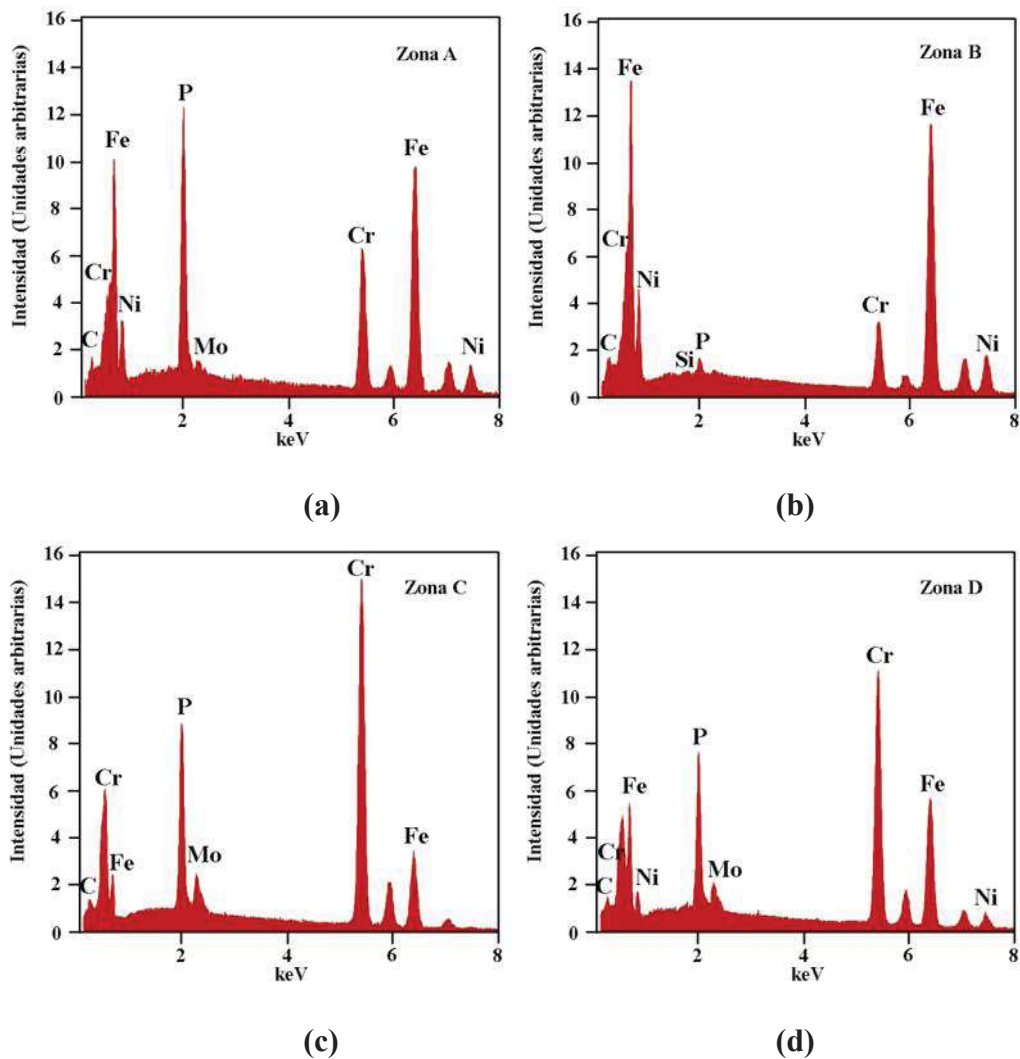 16
14
12
10
8
6
4
2
0
Intensidad (Unidades arbitrarias)
Zona A
C
Cr
Fe
Ni
P
Mo
Cr
Fe
Ni
2
4
6
8
keV
(a)
16
14
12
10
8
6
4
2
0
Intensidad (Unidades arbitrarias)
Zona B
C
Cr
Fe
Ni
Si
P
Cr
Fe
Ni
2
4
6
8
keV
(b)
16
14
12
10
8
6
4
2
0
Intensidad (Unidades arbitrarias)
Zona C
C
Cr
Fe
P
Mo
Cr
Fe
2
4
6
8
keV
(c)
16
14
12
10
8
6
4
2
0
Intensidad (Unidades arbitrarias)
Zona D
C
Cr
Fe
Ni
P
Mo
Cr
Fe
Ni
2
4
6
8
keV
(d)